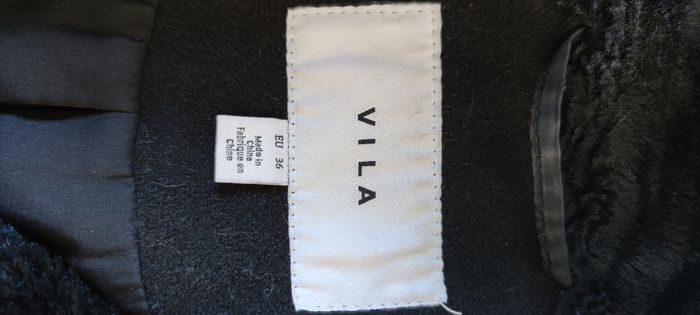 VILA
EU 36
Made in
China
Fabriqué en
Chine